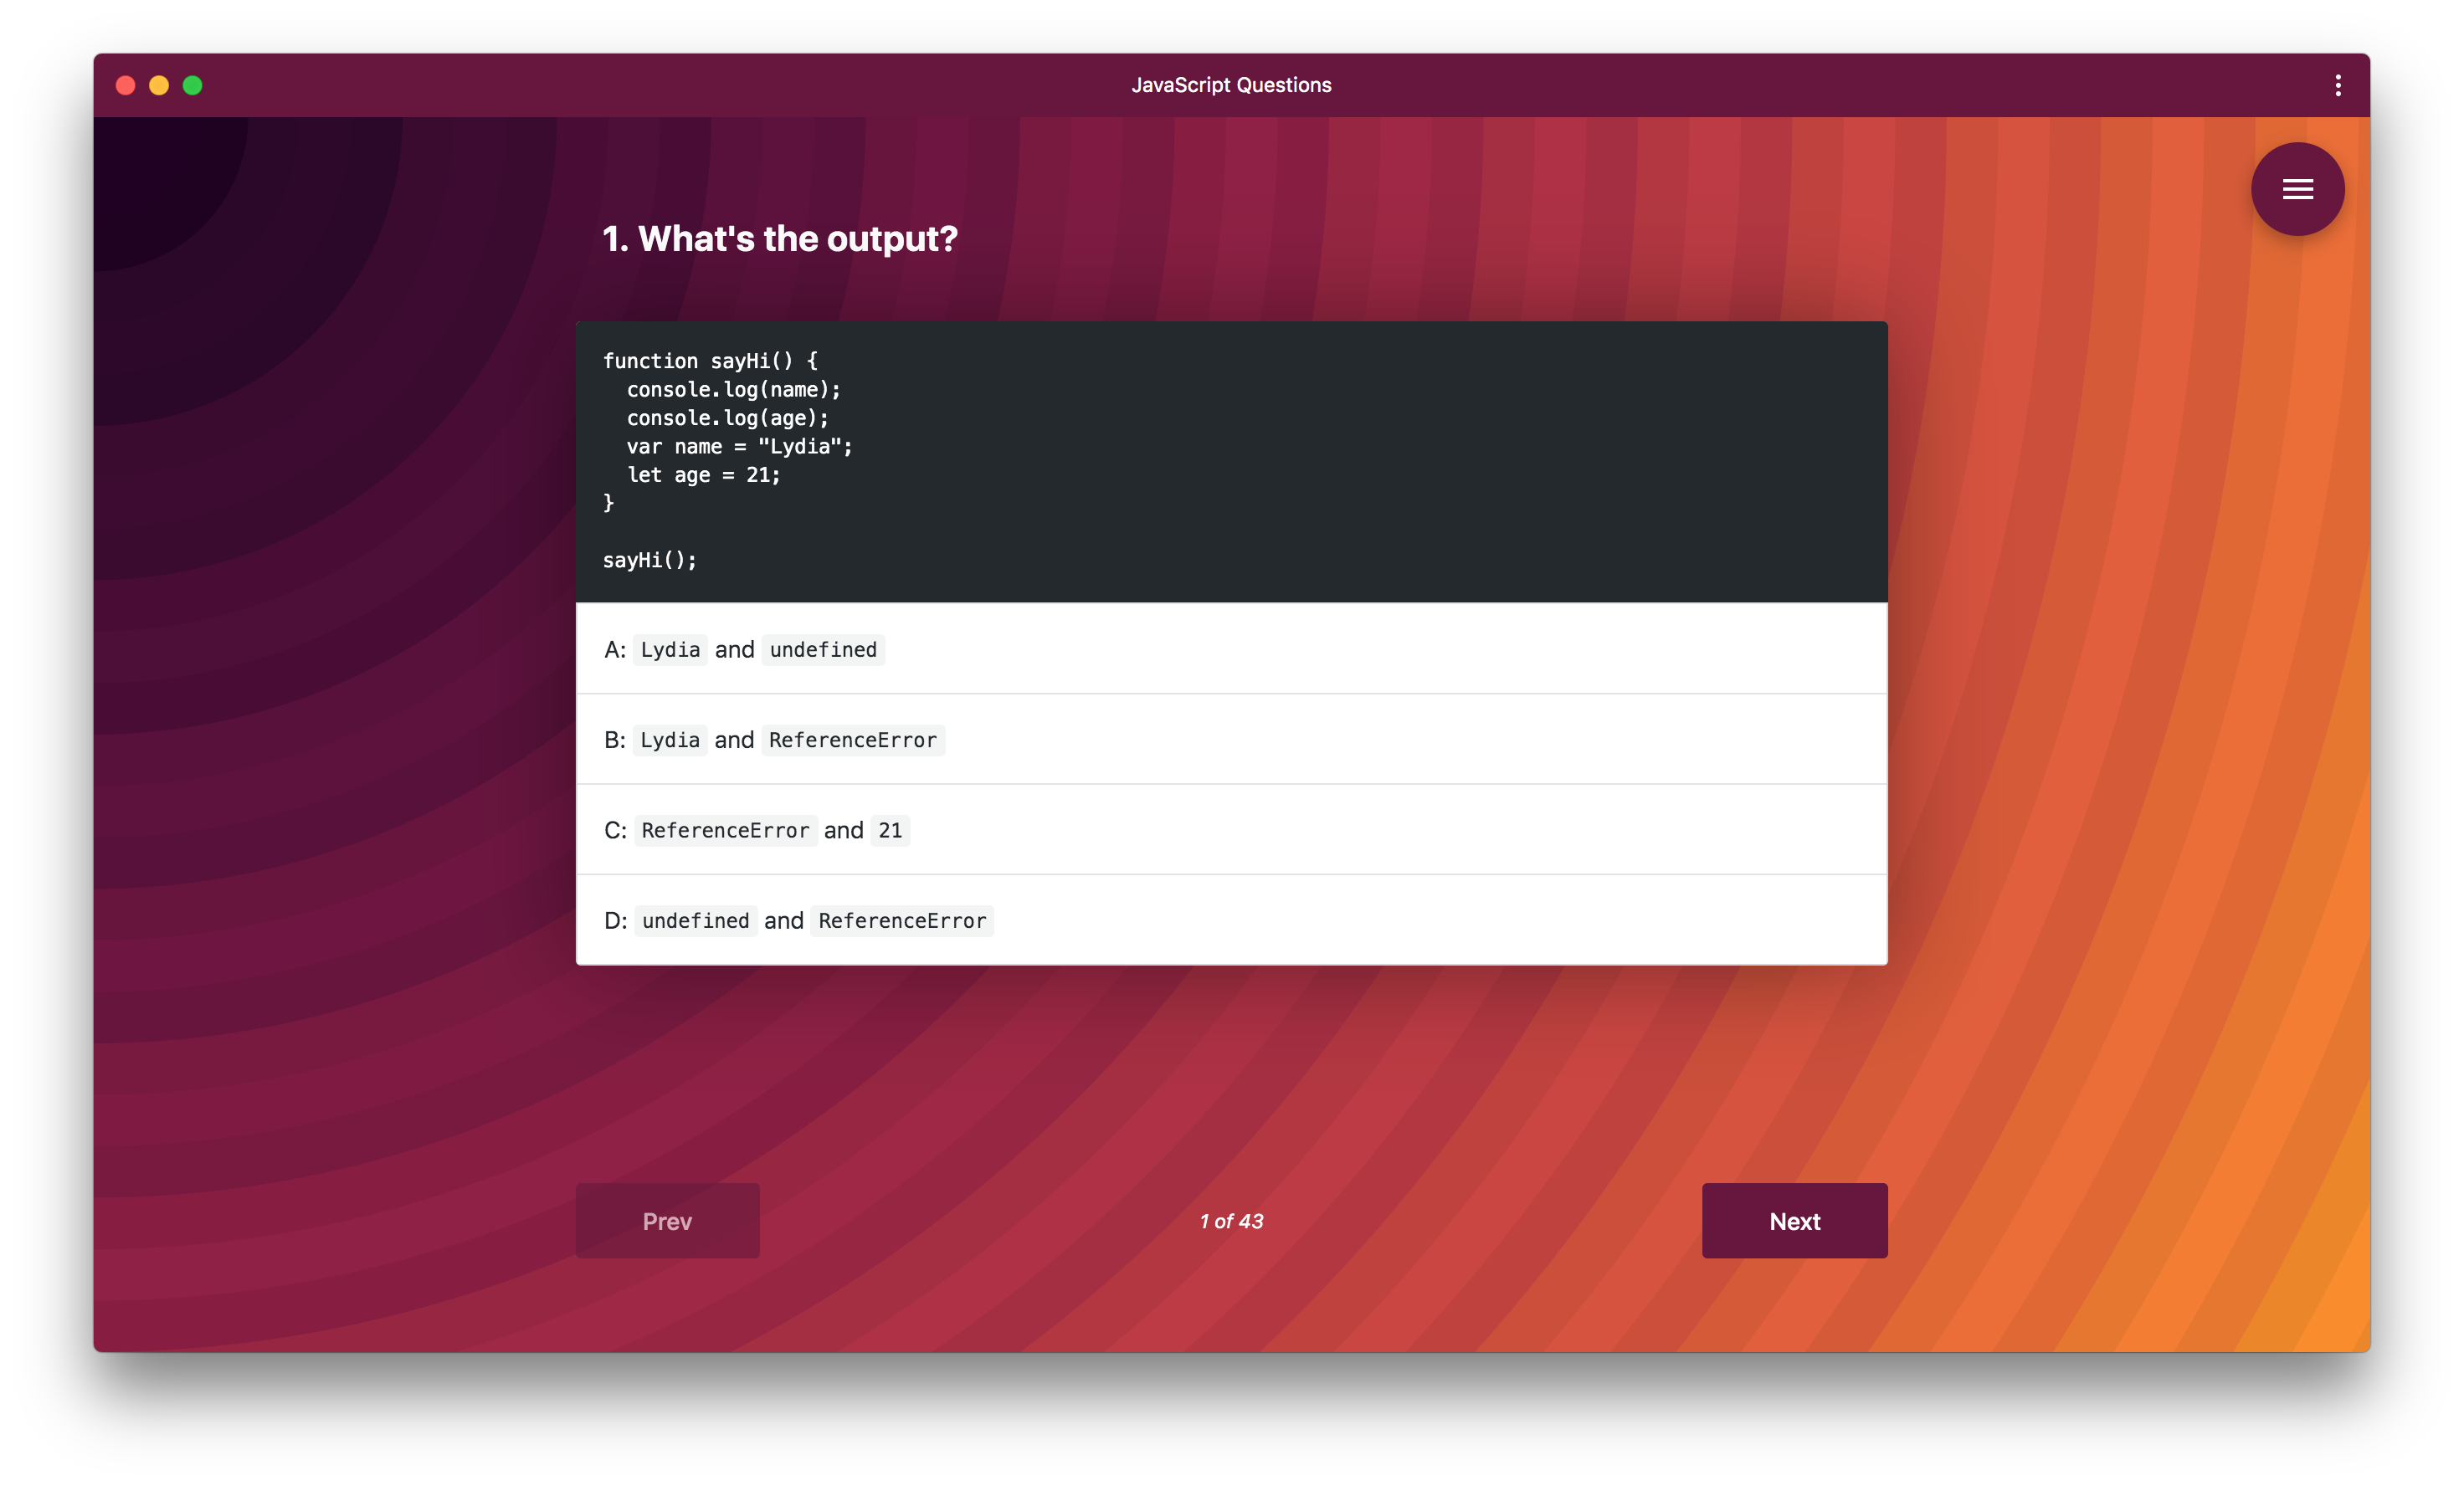 JavaScript Questions
1. What's the output?
function sayHi() {
  console.log(name);
  console.log(age);
  var name = "Lydia";
  let age = 21;
}
sayHi();
A: Lydia and undefined
B: Lydia and ReferenceError
C: ReferenceError and 21
D: undefined and ReferenceError
Prev
1 of 43
Next